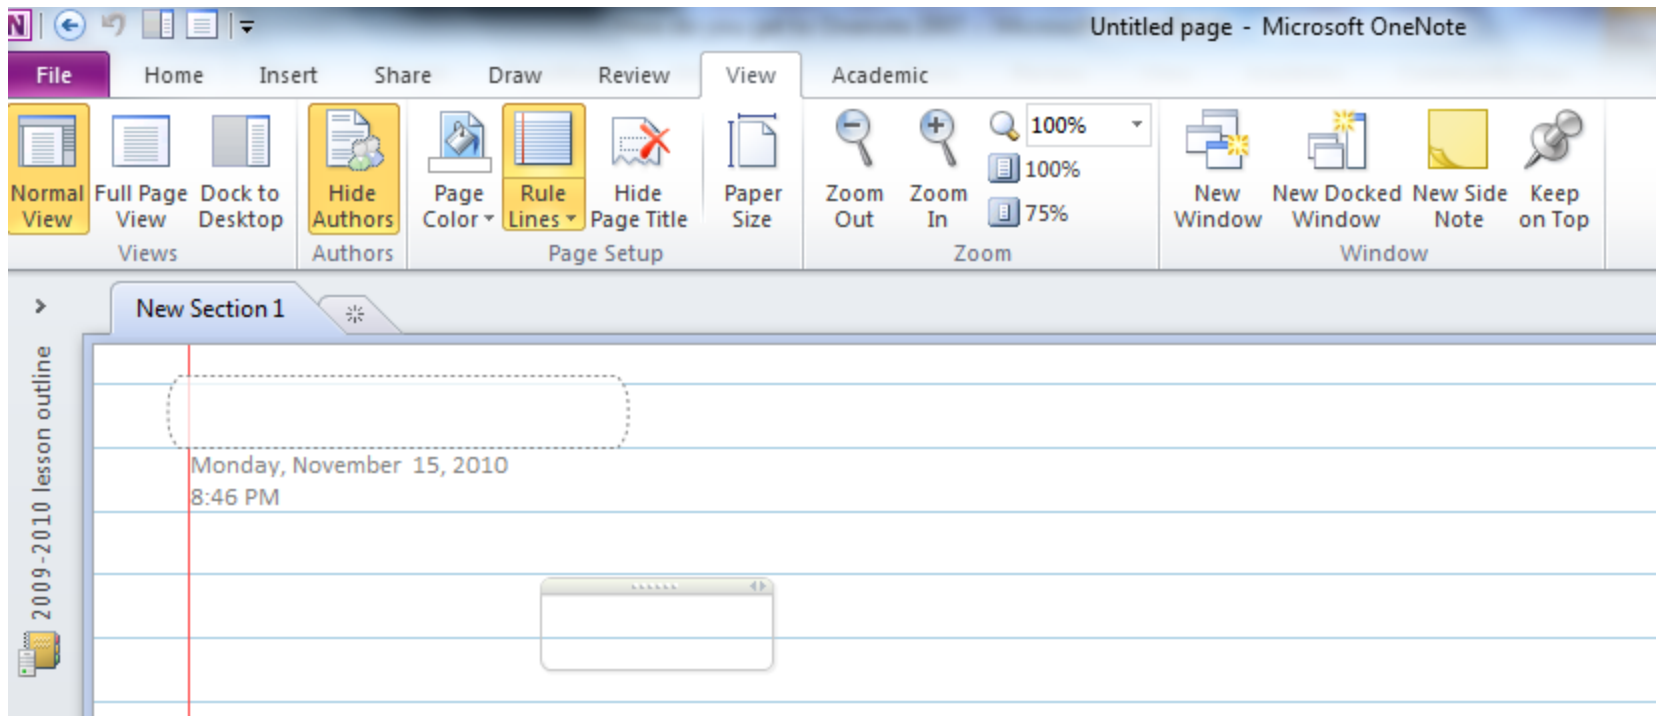 Untitled page - Microsoft OneNote
File Home Insert Share Draw Review View Academic
Normal View
Full Page View
Dock to Desktop
Hide Authors
Page Color
Rule Lines
Hide Page Title
Paper Size
Zoom Out
Zoom In
100%
100%
75%
New Window
New Docked Window
New Side Note
Keep on Top
Views Authors Page Setup Zoom Window
New Section 1
2009-2010 lesson outline
Monday, November 15, 2010
8:46 PM